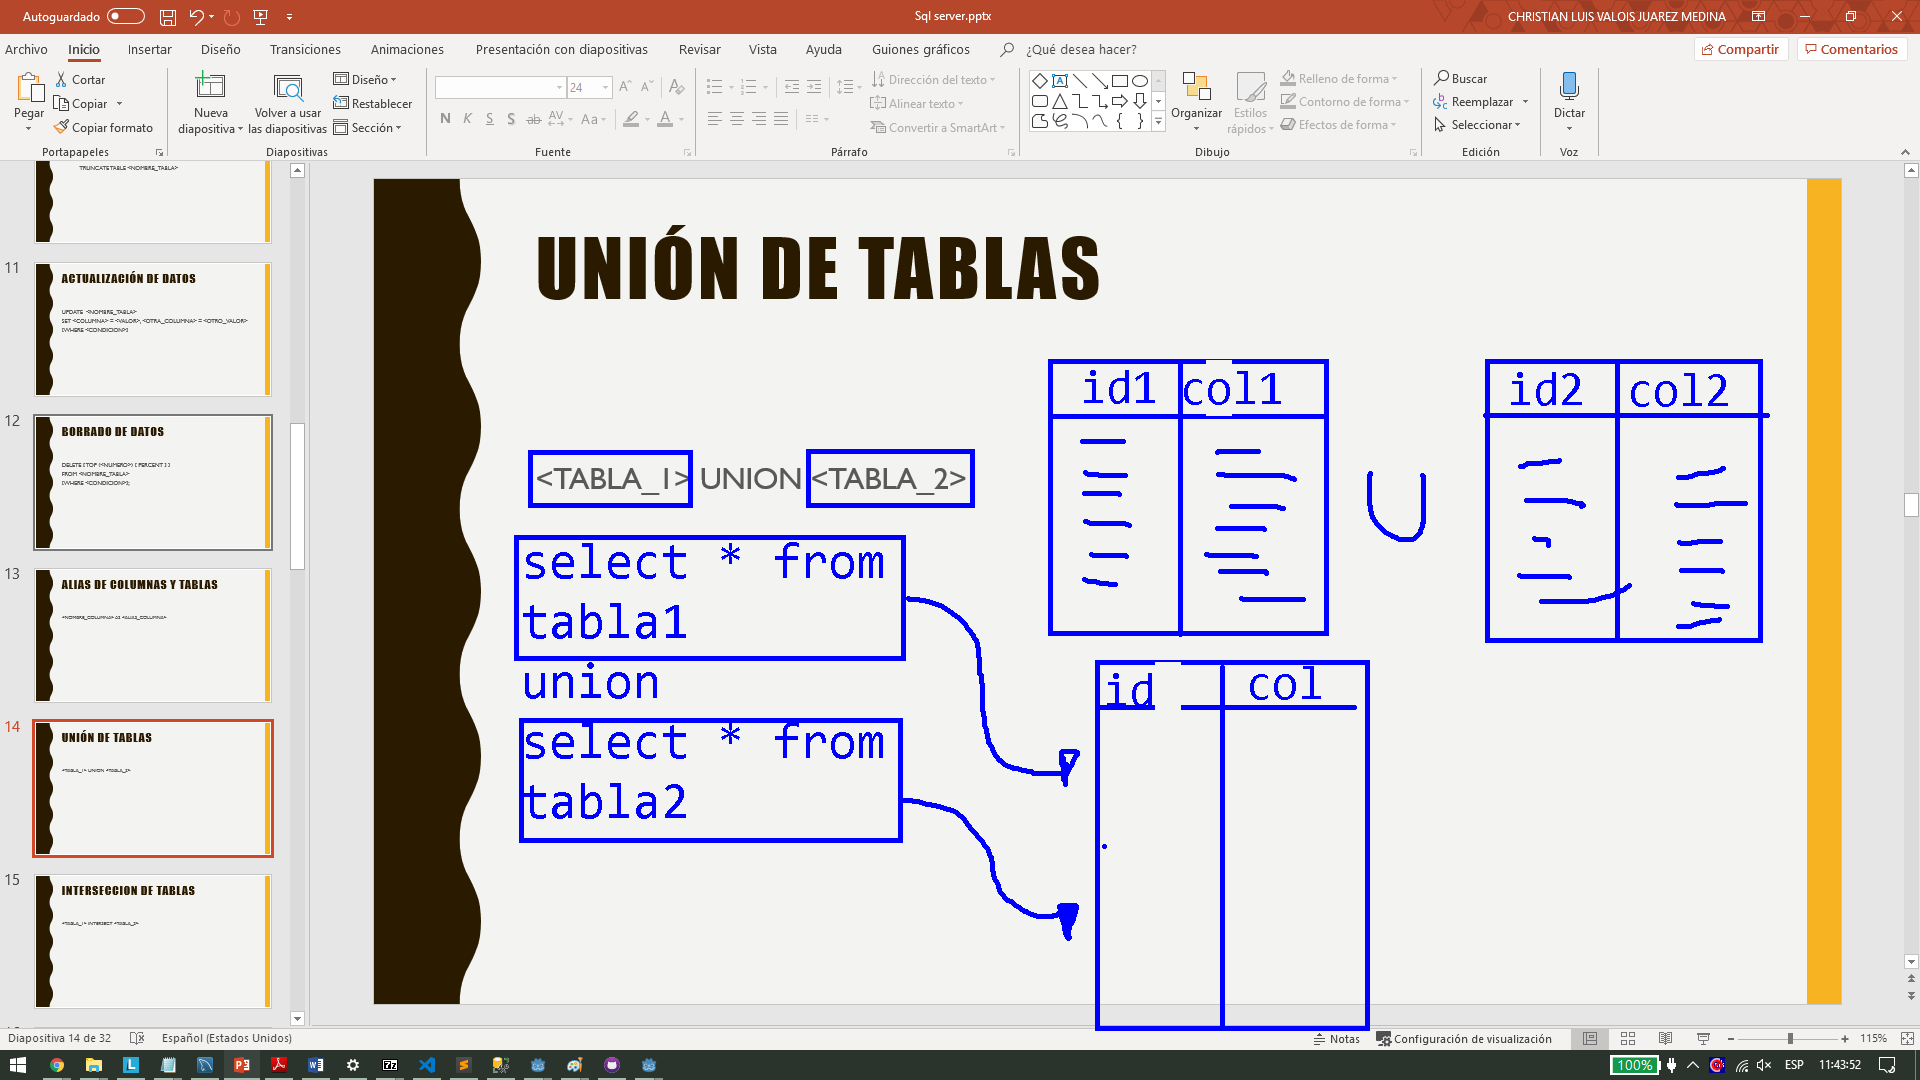 Autoguardado
Sql server.pptx
CHRISTIAN LUIS VALOIS JUAREZ MEDINA
Archivo Inicio Insertar Diseño Transiciones Animaciones Presentación con diapositivas Revisar Vista Ayuda Guiones gráficos ¿Qué desea hacer? Compartir Comentarios
Pegar
Cortar
Copiar
Copiar formato
Portapapeles
Nueva diapositiva
Volver a usar las diapositivas
Diseño
Restablecer
Sección
Diapositivas
24
N K S S ab AV Aa A
Fuente
Dirección del texto
Alinear texto
Convertir a SmartArt
Párrafo
Organizar
Estilos rápidos
Relleno de forma
Contorno de forma
Efectos de forma
Dibujo
Buscar
Reemplazar
Seleccionar
Edición
Dictar
Voz
TRUNCATE TABLE <NOMBRE_TABLA>
11
ACTUALIZACIÓN DE DATOS
UPDATE <NOMBRE_TABLA>
SET <COLUMNA> = <VALOR>, <OTRA_COLUMNA> = <OTRO_VALOR>
[WHERE <CONDICION>]
12
BORRADO DE DATOS
DELETE [ TOP (<NUMERO>) [ PERCENT ] ]
FROM <NOMBRE_TABLA>
[WHERE <CONDICION>];
13
ALIAS DE COLUMNAS Y TABLAS
<NOMBRE_COLUMNA> AS <ALIAS_COLUMNA>
14
UNIÓN DE TABLAS
<TABLA_1> UNION <TABLA_2>
15
INTERSECCION DE TABLAS
<TABLA_1> INTERSECT <TABLA_2>
UNIÓN DE TABLAS
<TABLA_1> UNION <TABLA_2>
select * from
tabla1
union
select * from
tabla2
id1 col1
U
id2 col2
id col
Diapositiva 14 de 32 Español (Estados Unidos) Notas Configuración de visualización 115%
100% ESP 11:43:52